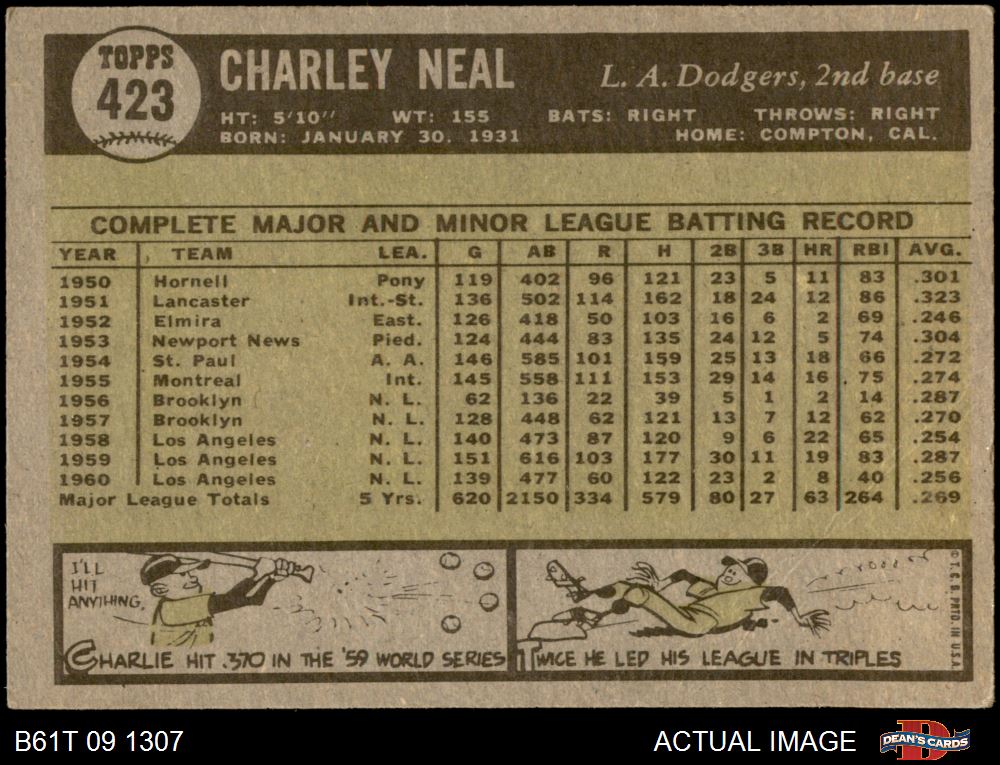 TOPPS
423
CHARLEY NEAL
L. A. Dodgers, 2nd base
HT: 5'10" WT: 155 BATS: RIGHT THROWS: RIGHT
BORN: JANUARY 30, 1931 HOME: COMPTON, CAL.
COMPLETE MAJOR AND MINOR LEAGUE BATTING RECORD
YEAR TEAM LEA. G AB R H 2B 3B HR RBI AVG.
1950 Hornell Pony 119 402 96 121 23 5 11 83 .301
1951 Lancaster Int.-St. 136 502 114 162 18 24 12 86 .323
1952 Elmira East. 126 418 50 103 16 6 2 69 .246
1953 Newport News Pied. 124 444 83 135 24 12 5 74 .304
1954 St. Paul A. A. 146 585 101 159 25 13 18 66 .272
1955 Montreal Int. 145 558 111 153 29 14 16 75 .274
1956 Brooklyn N. L. 62 136 22 39 5 1 2 14 .287
1957 Brooklyn N. L. 128 448 62 121 13 7 12 62 .270
1958 Los Angeles N. L. 140 473 87 120 9 6 22 65 .254
1959 Los Angeles N. L. 151 616 103 177 30 11 19 83 .287
1960 Los Angeles N. L. 139 477 60 122 23 2 8 40 .256
Major League Totals 5 Yrs. 620 2150 334 579 80 27 63 264 .269
I'LL
HIT
ANYTHING.
CHARLIE HIT .370 IN THE '59 WORLD SERIES
TWICE HE LED HIS LEAGUE IN TRIPLES
© T. C. G. PRTD. IN U.S.A.
B61T 09 1307
ACTUAL IMAGE
DEAN'S CARDS